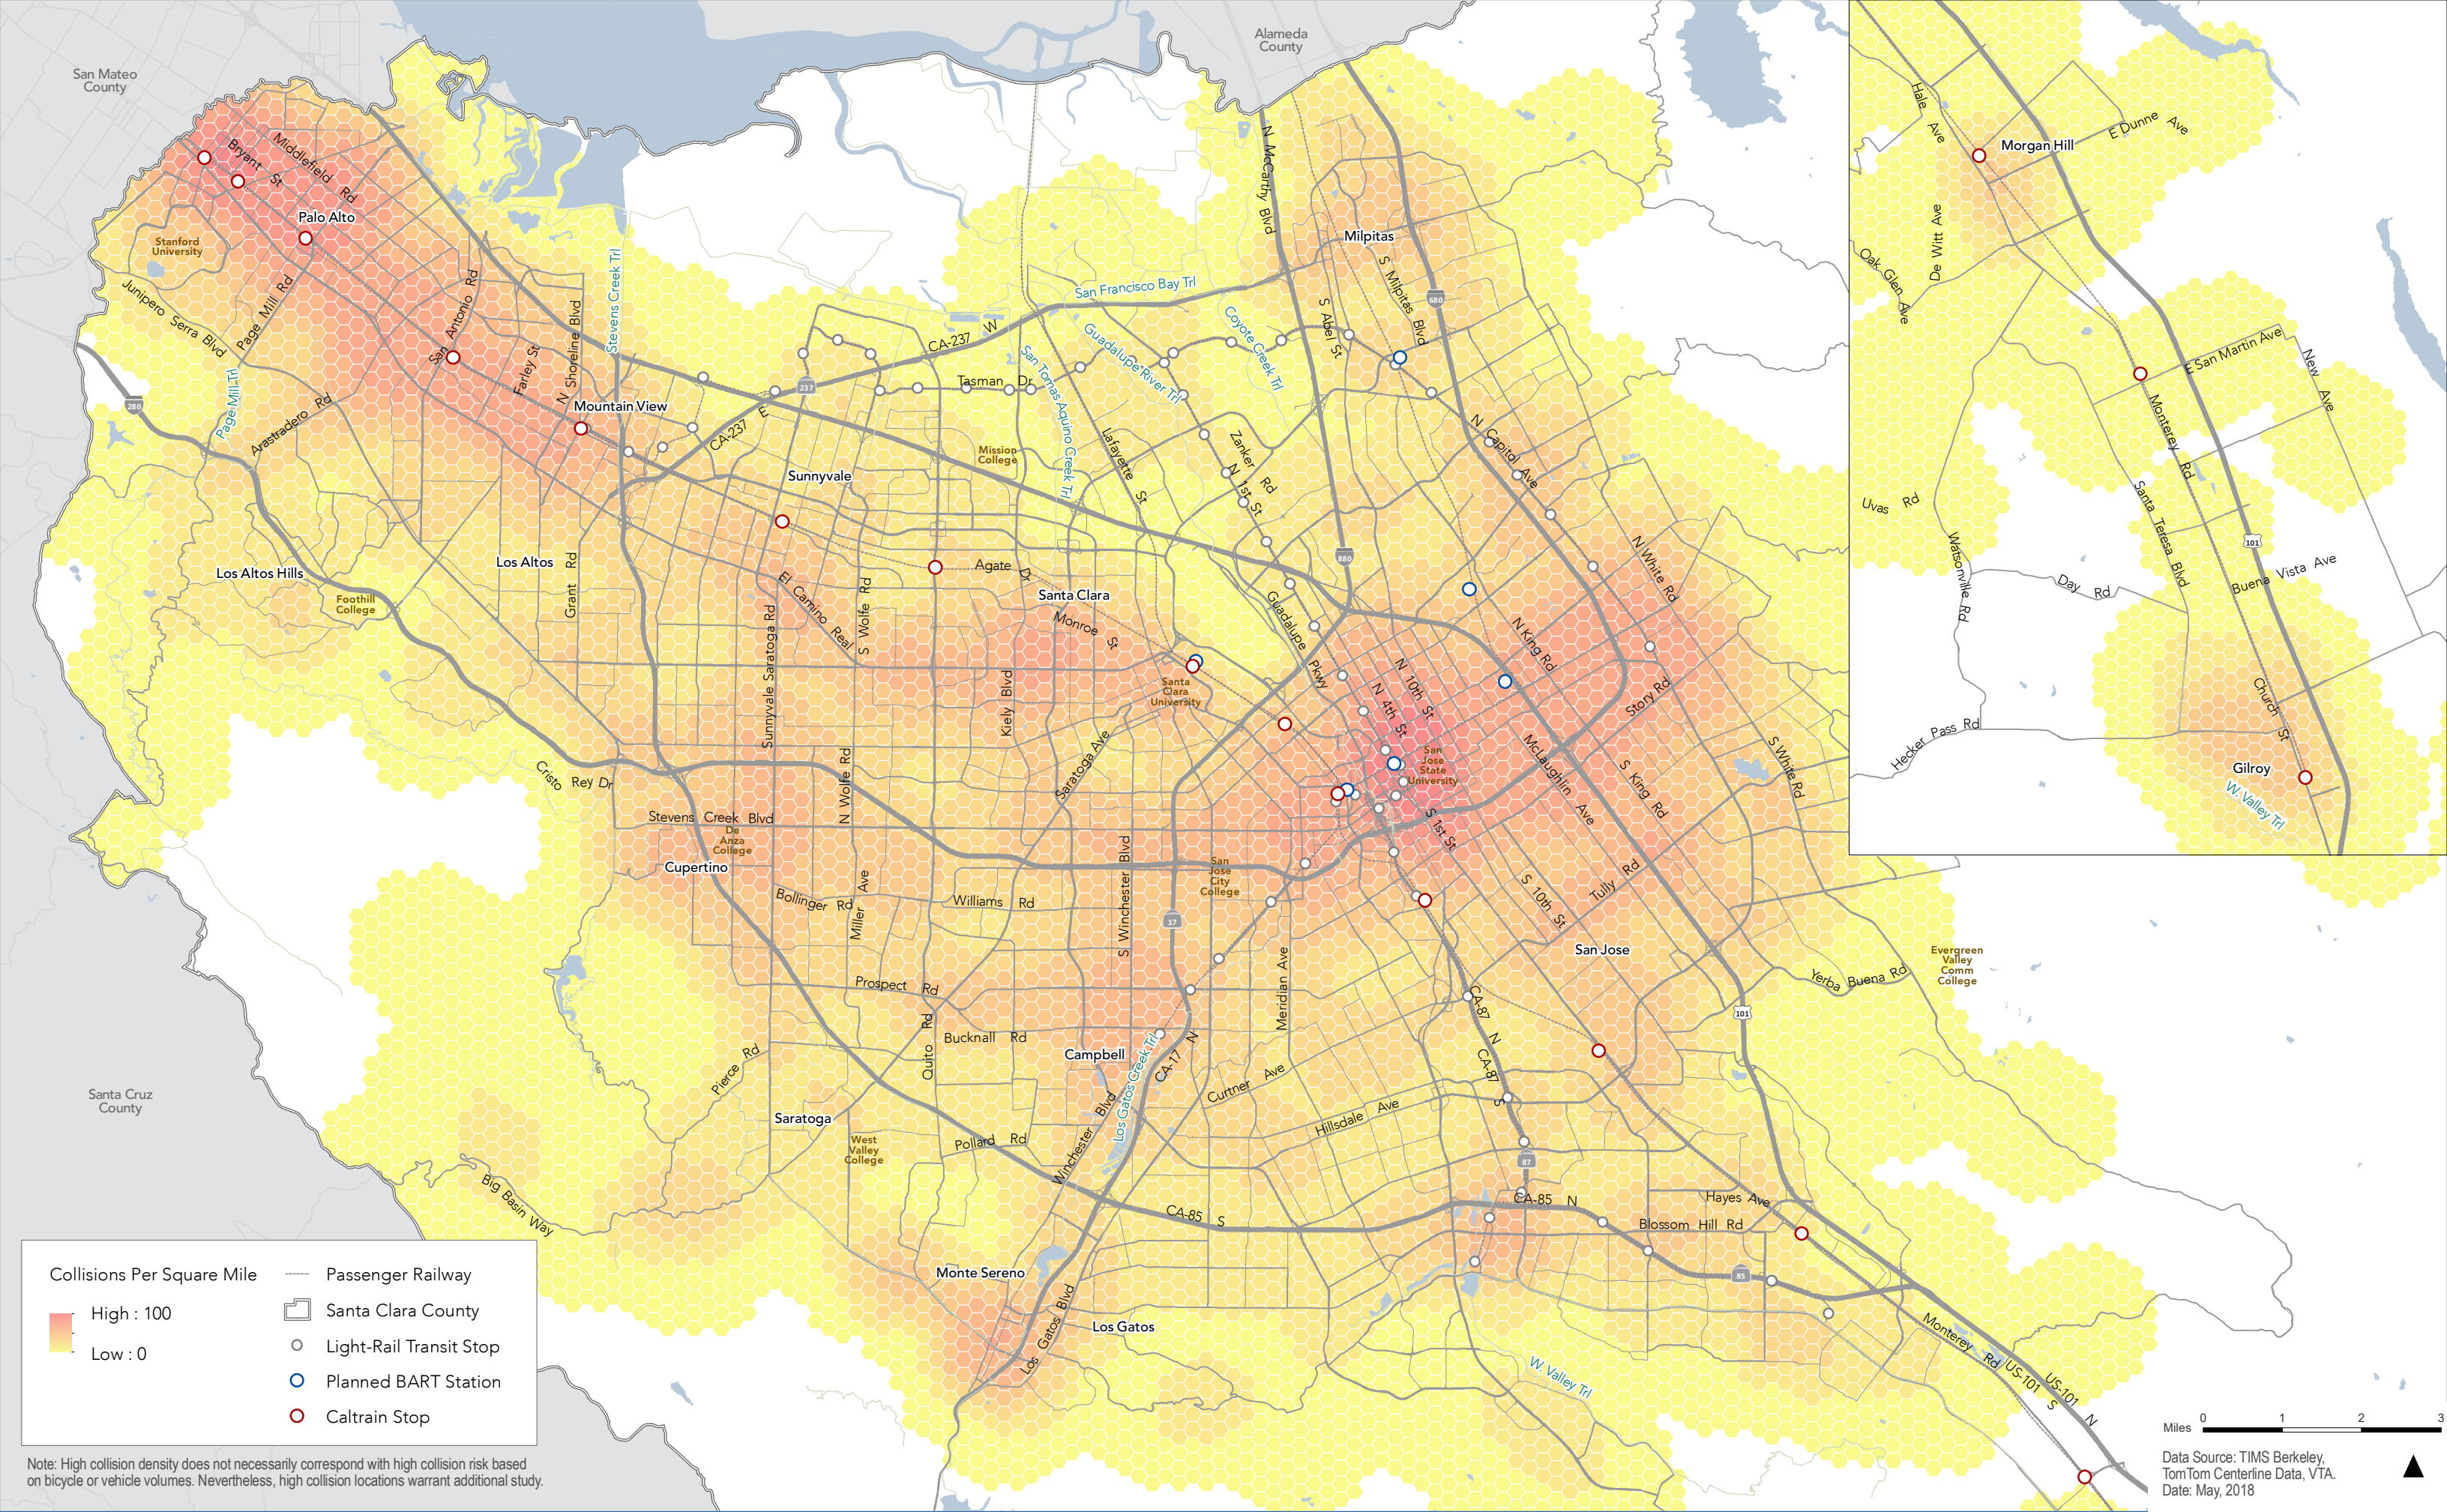 San Mateo
County
Alameda
County
Bryant St
Middlefield Rd
Palo Alto
Stanford
University
Junipero Serra Blvd
Page Mill Rd
San Antonio Rd
Farley St
N Shoreline Blvd
Stevens Creek Trl
Page Mill Trl
Arastradero Rd
280
Mountain View
CA-237 E
237
CA-237 W
Tasman Dr
San Francisco Bay Trl
N McCarthy Blvd
Milpitas
S Milpitas Blvd
S Abel St
680
Coyote Creek Trl
Guadalupe River Trl
San Tomas Aquino Creek Trl
Mission
College
Lafayette St
Zanker Rd
N 1st St
N Capitol Ave
Sunnyvale
Los Altos
Los Altos Hills
Foothill
College
Grant Rd
El Camino Real
S Wolfe Rd
Agate Dr
Santa Clara
Monroe St
880
Guadalupe Pkwy
N White Rd
N King Rd
Sunnyvale Saratoga Rd
Kiely Blvd
Santa
Clara
University
N 10th St
N 4th St
Story Rd
San
Jose
State
University
McLaughlin Ave
S King Rd
S White Rd
Cristo Rey Dr
N Wolfe Rd
Saratoga Ave
Stevens Creek Blvd
De
Anza
College
Cupertino
S 1st St
San
Jose
City
College
S Winchester Blvd
Bollinger Rd
Miller Ave
Williams Rd
17
S 10th St
Tully Rd
San Jose
Evergreen
Valley
Comm
College
Yerba Buena Rd
Prospect Rd
Meridian Ave
CA-87 N
101
Quito Rd
Bucknall Rd
Campbell
Los Gatos Creek Trl
CA-17 N
Curtner Ave
CA-87 S
Pierce Rd
Santa Cruz
County
Saratoga
Hillsdale Ave
West
Valley
College
Pollard Rd
Winchester Blvd
87
Big Basin Way
CA-85 S
CA-85 N
Hayes Ave
Blossom Hill Rd
85
Monte Sereno
Los Gatos Blvd
Los Gatos
W. Valley Trl
Monterey Rd
US-101 S
US-101 N
Hale Ave
Morgan Hill
E Dunne Ave
De Witt Ave
Oak Glen Ave
E San Martin Ave
New Ave
Monterey Rd
Uvas Rd
Santa Teresa Blvd
Watsonville Rd
101
Day Rd
Buena Vista Ave
Church St
Hecker Pass Rd
Gilroy
W. Valley Trl
Collisions Per Square Mile
High : 100
Low : 0
Passenger Railway
Santa Clara County
Light-Rail Transit Stop
Planned BART Station
Caltrain Stop
Note: High collision density does not necessarily correspond with high collision risk based
on bicycle or vehicle volumes. Nevertheless, high collision locations warrant additional study.
Miles 0 1 2 3
Data Source: TIMS Berkeley,
TomTom Centerline Data, VTA.
Date: May, 2018